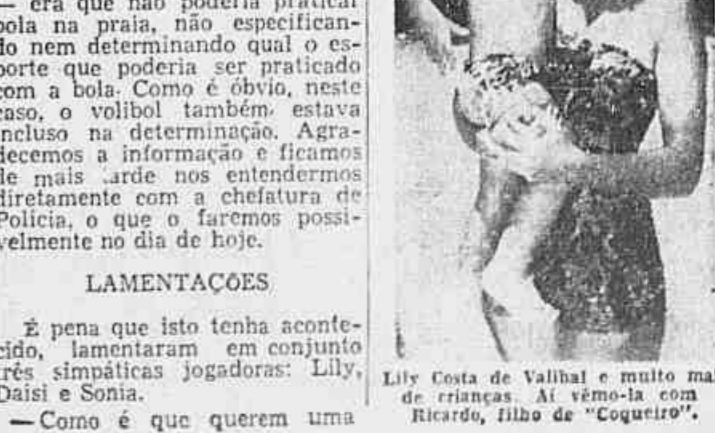 — era que não poderia praticar
bola na praia, não especifican-
do nem determinando qual o es-
porte que poderia ser praticado
com a bola. Como é óbvio, neste
caso, o volibol também. estava
incluso na determinação. Agra-
decemos a informação e ficamos
de mais .arde nos entendermos
diretamente com a chefatura de
Policia, o que o faremos possi-
velmente no dia de hoje.
LAMENTAÇÕES
É pena que isto tenha aconte-
cido, lamentaram em conjunto
três simpáticas jogadoras: Lily,
Daisi e Sonia.
— Como é que querem uma
Lily Costa de Valibal e muito mai
de crianças. Aí vêmo-la com
Ricardo, filho de "Coqueiro".